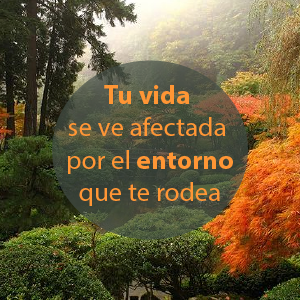 Tu vida
se ve afectada
por el entorno
que te rodea